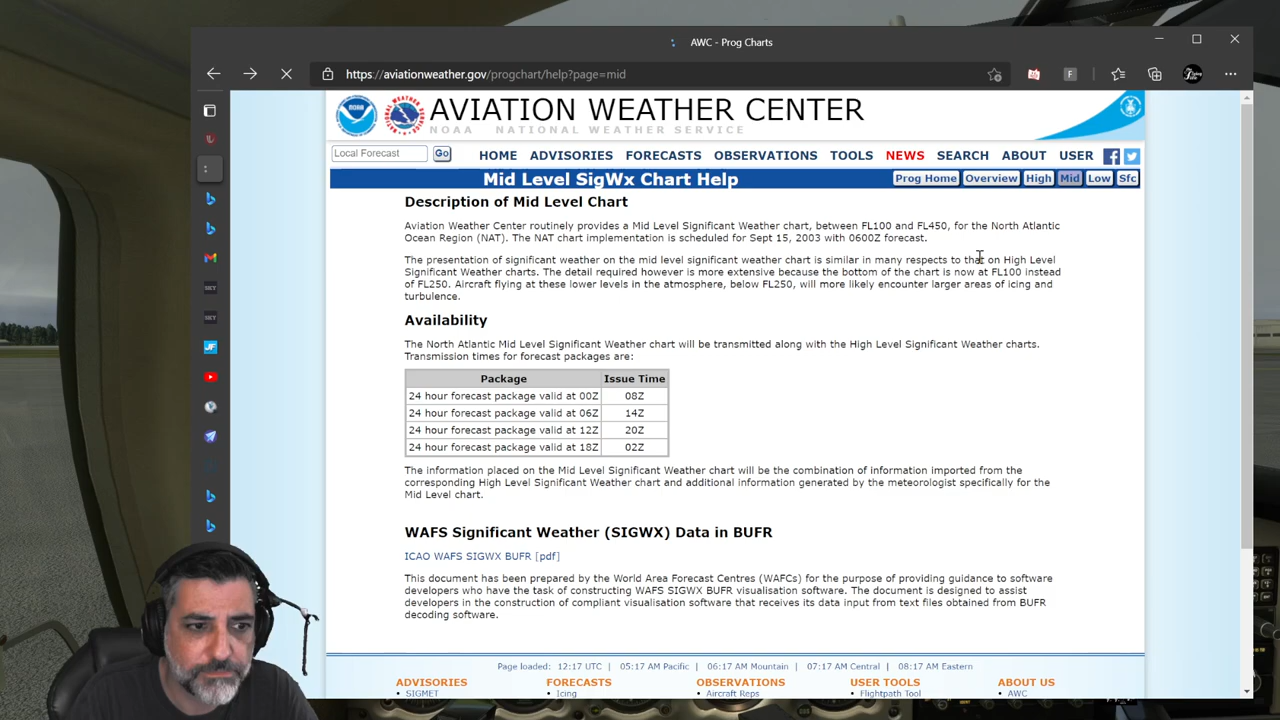 AWC - Prog Charts
https://aviationweather.gov/progchart/help?page=mid
AVIATION WEATHER CENTER
NOAA NATIONAL WEATHER SERVICE
Local Forecast Go HOME ADVISORIES FORECASTS OBSERVATIONS TOOLS NEWS SEARCH ABOUT USER
Mid Level SigWx Chart Help Prog Home Overview High Mid Low Sfc
Description of Mid Level Chart
Aviation Weather Center routinely provides a Mid Level Significant Weather chart, between FL100 and FL450, for the North Atlantic
Ocean Region (NAT). The NAT chart implementation is scheduled for Sept 15, 2003 with 0600Z forecast.
The presentation of significant weather on the mid level significant weather chart is similar in many respects to that on High Level
Significant Weather charts. The detail required however is more extensive because the bottom of the chart is now at FL100 instead
of FL250. Aircraft flying at these lower levels in the atmosphere, below FL250, will more likely encounter larger areas of icing and
turbulence.
Availability
The North Atlantic Mid Level Significant Weather chart will be transmitted along with the High Level Significant Weather charts.
Transmission times for forecast packages are:
Package Issue Time
24 hour forecast package valid at 00Z 08Z
24 hour forecast package valid at 06Z 14Z
24 hour forecast package valid at 12Z 20Z
24 hour forecast package valid at 18Z 02Z
The information placed on the Mid Level Significant Weather chart will be the combination of information imported from the
corresponding High Level Significant Weather chart and additional information generated by the meteorologist specifically for the
Mid Level chart.
WAFS Significant Weather (SIGWX) Data in BUFR
ICAO WAFS SIGWX BUFR [pdf]
This document has been prepared by the World Area Forecast Centres (WAFCs) for the purpose of providing guidance to software
developers who have the task of constructing WAFS SIGWX BUFR visualisation software. The document is designed to assist
developers in the construction of compliant visualisation software that receives its data input from text files obtained from BUFR
decoding software.
Page loaded: 12:17 UTC | 05:17 AM Pacific | 06:17 AM Mountain | 07:17 AM Central | 08:17 AM Eastern
ADVISORIES FORECASTS OBSERVATIONS USER TOOLS ABOUT US
• SIGMET • Icing • Aircraft Reps • Flightpath Tool • AWC